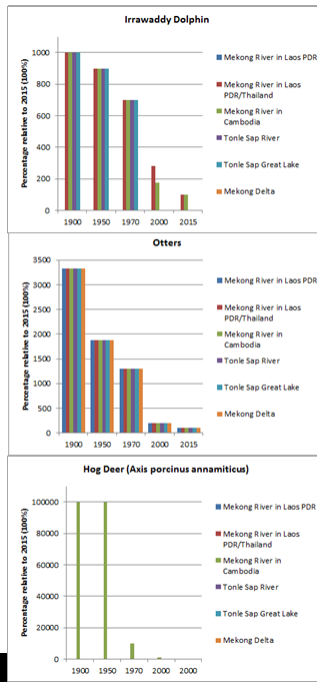 Irrawaddy Dolphin
Percentage relative to 2015 (100%)
1000
800
600
400
200
0
1900 1950 1970 2000 2015
Mekong River in Laos PDR
Mekong River in Laos
PDR/Thailand
Mekong River in
Cambodia
Tonle Sap River
Tonle Sap Great Lake
Mekong Delta
Otters
Percentage relative to 2015 (100%)
3500
3000
2500
2000
1500
1000
500
0
1900 1950 1970 2000 2015
Mekong River in Laos PDR
Mekong River in Laos
PDR/Thailand
Mekong River in
Cambodia
Tonle Sap River
Tonle Sap Great Lake
Mekong Delta
Hog Deer (Axis porcinus annamiticus)
Percentage relative to 2015 (100%)
100000
80000
60000
40000
20000
0
1900 1950 1970 2000 2000
Mekong River in Laos PDR
Mekong River in Laos
PDR/Thailand
Mekong River in
Cambodia
Tonle Sap River
Tonle Sap Great Lake
Mekong Delta